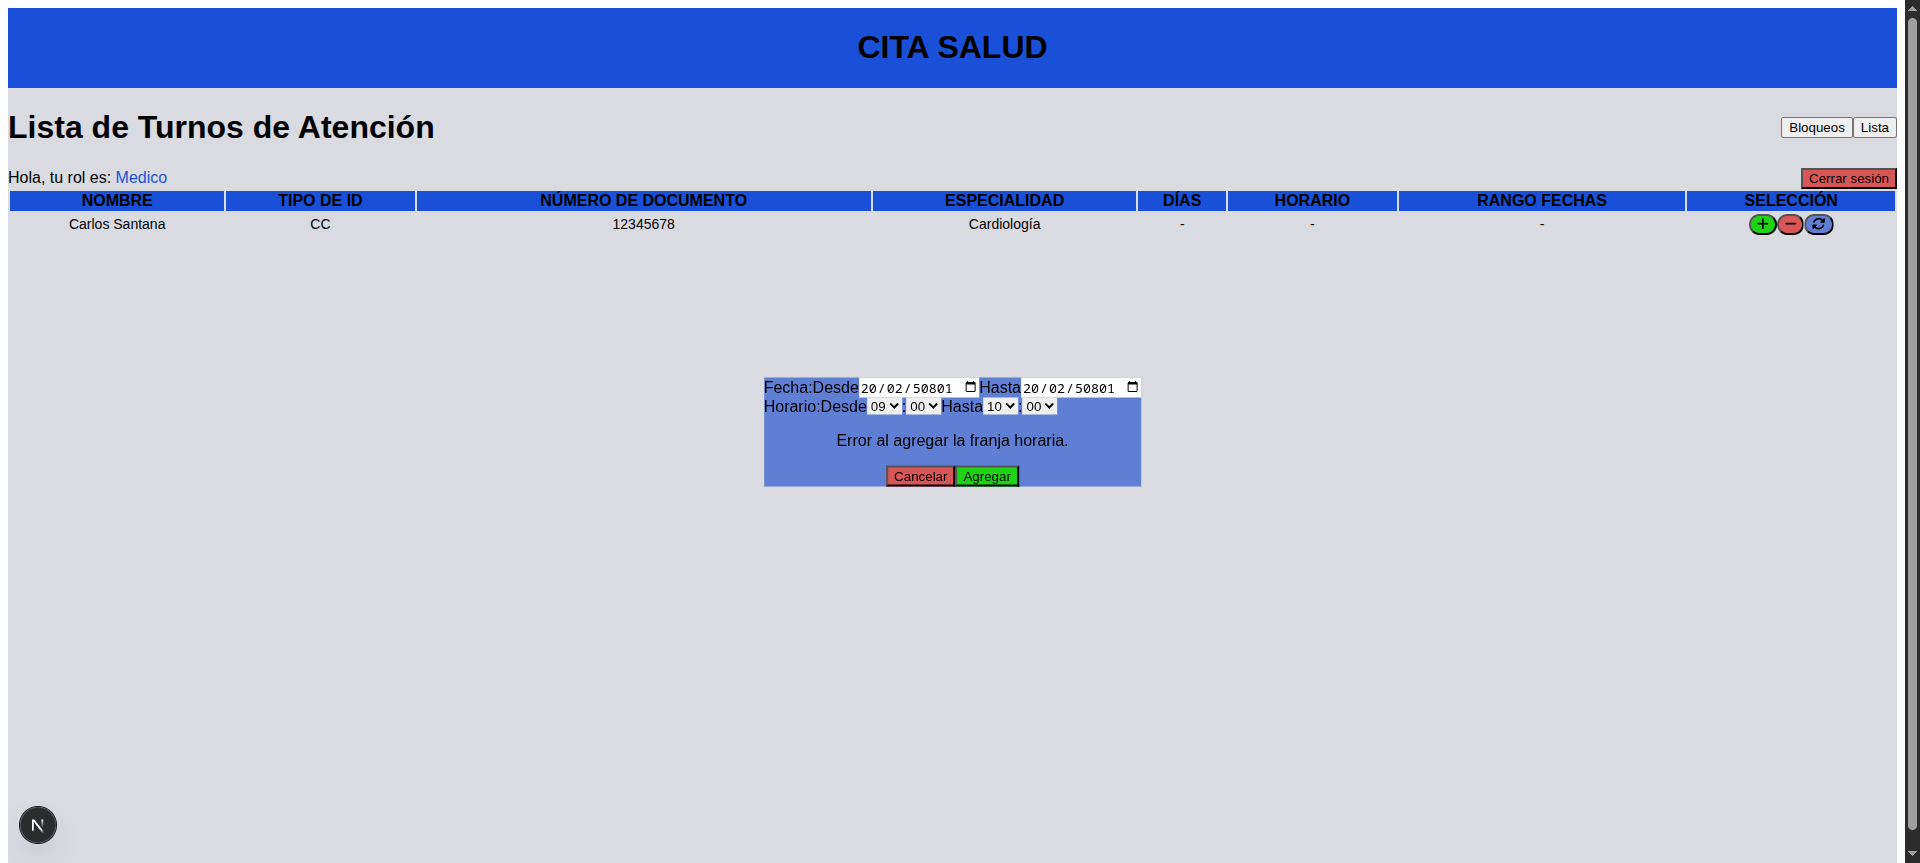 CITA SALUD
Lista de Turnos de Atención
Bloqueos Lista
Hola, tu rol es: Medico
Cerrar sesión
NOMBRE TIPO DE ID NÚMERO DE DOCUMENTO ESPECIALIDAD DÍAS HORARIO RANGO FECHAS SELECCIÓN
Carlos Santana CC 12345678 Cardiología - - -
Fecha:Desde 20/02/50801 Hasta 20/02/50801
Horario:Desde 09 : 00 Hasta 10 : 00
Error al agregar la franja horaria.
Cancelar Agregar
N